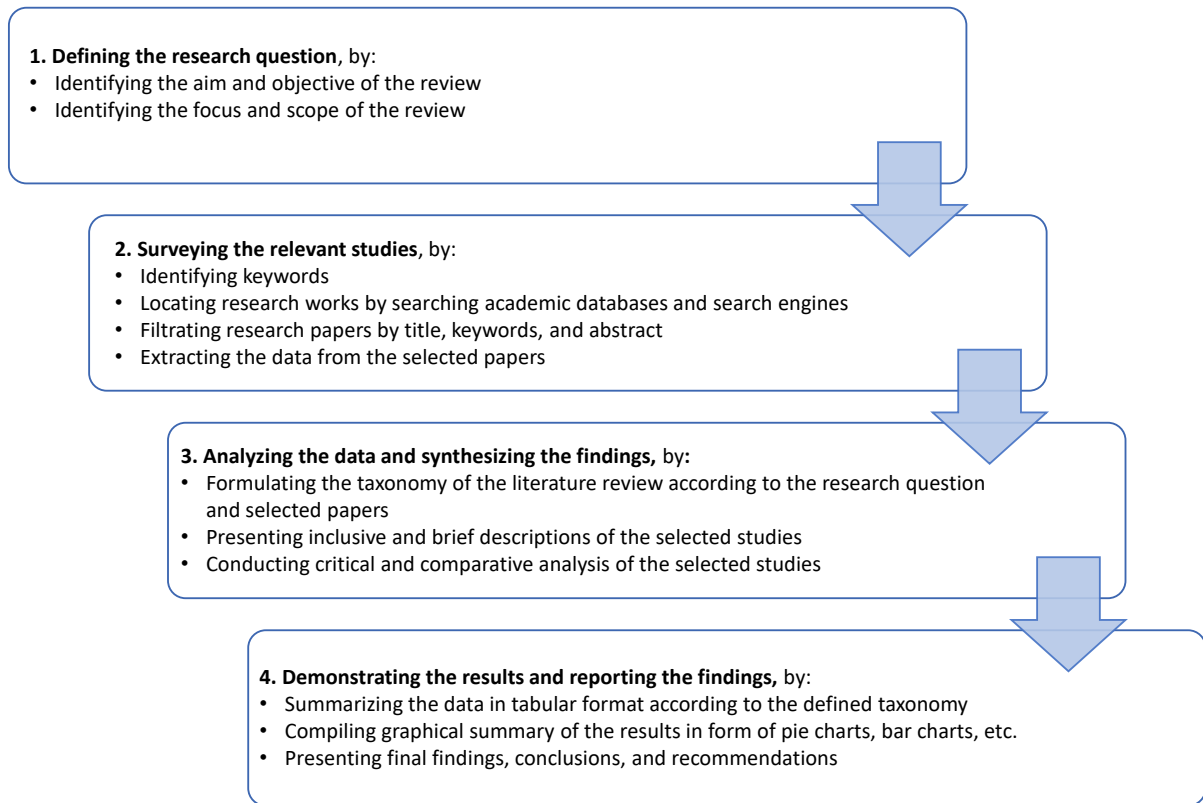 1. Defining the research question, by:
• Identifying the aim and objective of the review
• Identifying the focus and scope of the review
2. Surveying the relevant studies, by:
• Identifying keywords
• Locating research works by searching academic databases and search engines
• Filtrating research papers by title, keywords, and abstract
• Extracting the data from the selected papers
3. Analyzing the data and synthesizing the findings, by:
• Formulating the taxonomy of the literature review according to the research question
and selected papers
• Presenting inclusive and brief descriptions of the selected studies
• Conducting critical and comparative analysis of the selected studies
4. Demonstrating the results and reporting the findings, by:
• Summarizing the data in tabular format according to the defined taxonomy
• Compiling graphical summary of the results in form of pie charts, bar charts, etc.
• Presenting final findings, conclusions, and recommendations